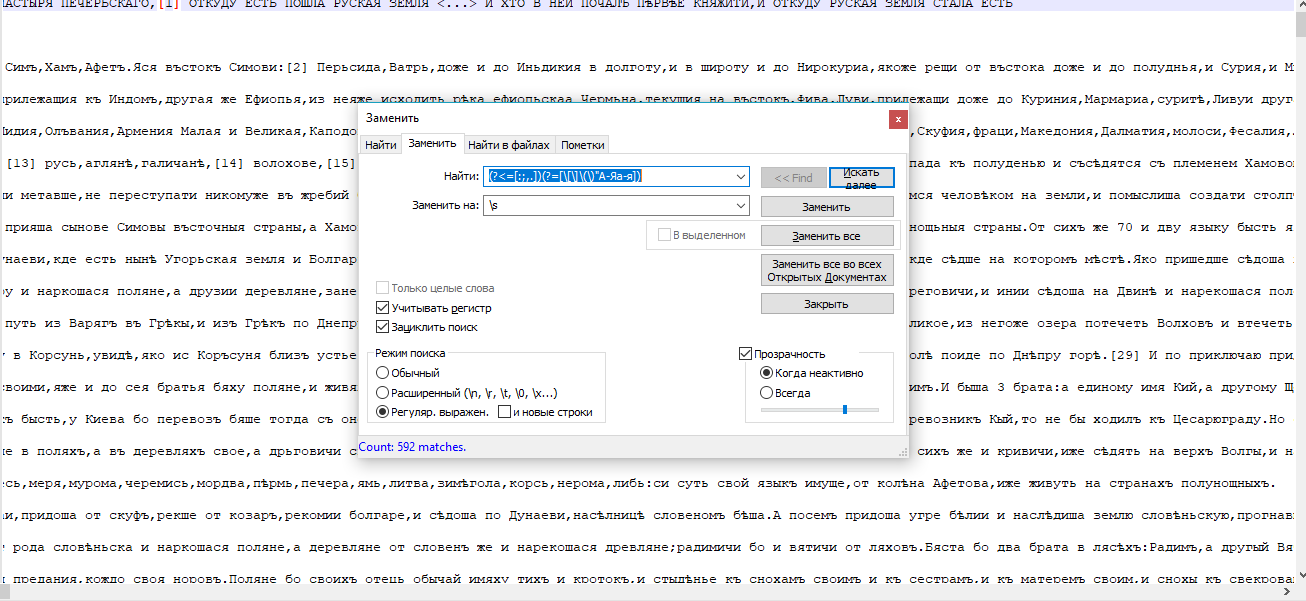 АСТЫРЯ ПЕЧЕРЬСКАГО,[1] ОТКУДУ ЕСТЬ ПОШЛА РУСКАЯ ЗЕМЛЯ <...> И ХТО В НЕЙ ПОЧАЛЪ ПѢРВѢЕ КНЯЖИТИ,И ОТКУДУ РУСКАЯ ЗЕМЛЯ СТАЛА ЕСТЬ
Симъ,Хамъ,Афетъ.Яся въстокъ Симови:[2] Перьсида,Ватрь,доже и до Иньдикия в долготу,и в широту и до Нирокуриа,якоже рещи от въстока доже и до полуднья,и Сурия,и
прилежащия къ Индомъ,другая же Ефиопья,из неяже исходить рѣка ефиопьскаа Чермьна,текущия на въстокъ,Фива,Луви,прилежащи доже до Куриния,Мармариа,суритѣ,Ливуи друг
Мидия,Олъвания,Армения Малая и Великая,Каподо
,Скуфия,фраци,Македония,Далматия,молоси,Фесалия,
[13] русь,аглянѣ,галичанѣ,[14] волохове,[15]
пада къ полуденью и съсѣдятся съ племенем Хамово
и метавше,не переступати никомуже въ жребий
мся человѣком на земли,и помыслиша создати столп
прияша сынове Симовы въсточныя страны,а Хамо
нощьныя страны.От сихъ же 70 и дву языку бысть я
унаеви,кде есть нынѣ Угорьская земля и Болгар
кде сѣдше на которомъ мѣстѣ.Яко пришедше сѣдоша
у и наркошася поляне,а друзии деревляне,зане
реговичи,и инии сѣдоша на Двинѣ и нарекошася пол
путь из Варягъ въ Грѣкы,и изъ Грѣкъ по Днепр
ликое,из негоже озера потечеть Волховъ и втечеть
у в Корсунь,увидѣ,яко ис Коръсуня близъ устье
олѣ поиде по Днѣпру горѣ.[29] И по приключаю при
своими,яже и до сея братья бяху поляне,и живя
имъ.И быша 3 брата:а единому имя Кий,а другому Щ
ъ бысть,у Киева бо перевозъ бяше тогда съ он
ревозникъ Кый,то не бы ходилъ къ Цесарюграду.Но
е в поляхъ,а въ деревляхъ свое,а дрьговичи с
сихъ же и кривичи,иже сѣдять на верхъ Волгы,и н
сь,меря,мурома,черемись,мордва,пѣрмь,печера,ямь,литва,зимѣгола,корсь,нерома,либь:си суть свой языкъ имуще,от колѣна Афетова,иже живуть на странахъ полунощныхъ.
и,придоша от скуфъ,рекше от козаръ,рекомии болгаре,и сѣдоша по Дунаеви,насѣлницѣ словеномъ бѣша.А посемъ придоша угре бѣлии и наслѣдиша землю словѣньскую,прогнав
рода словѣньска и наркошася поляне,а деревляне от словенъ же и нарекошася древляне;радимичи бо и вятичи от ляховъ.Бяста бо два брата в лясѣхъ:Радимъ,а другый Вя
предания,кождо своя норовъ.Поляне бо своихъ отець обычай имяху тихъ и кротокъ,и стыдѣнье къ снохамъ своимъ и къ сестрамъ,и къ матеремъ своим,и снохы къ свекрова
Заменить
x
Найти
Заменить
Найти в файлах
Пометки
Найти:
(?<=[:;,.])(?=[\[\]\(\)"А-Яа-я])
<< Find
Искать далее
Заменить на:
\s
Заменить
В выделенном
Заменить все
Заменить все во всех Открытых Документах
Закрыть
Только целые слова
Учитывать регистр
Зациклить поиск
Режим поиска
Обычный
Расширенный (\n, \r, \t, \0, \x...)
Регуляр. выражен.
и новые строки
Прозрачность
Когда неактивно
Всегда
Count: 592 matches.